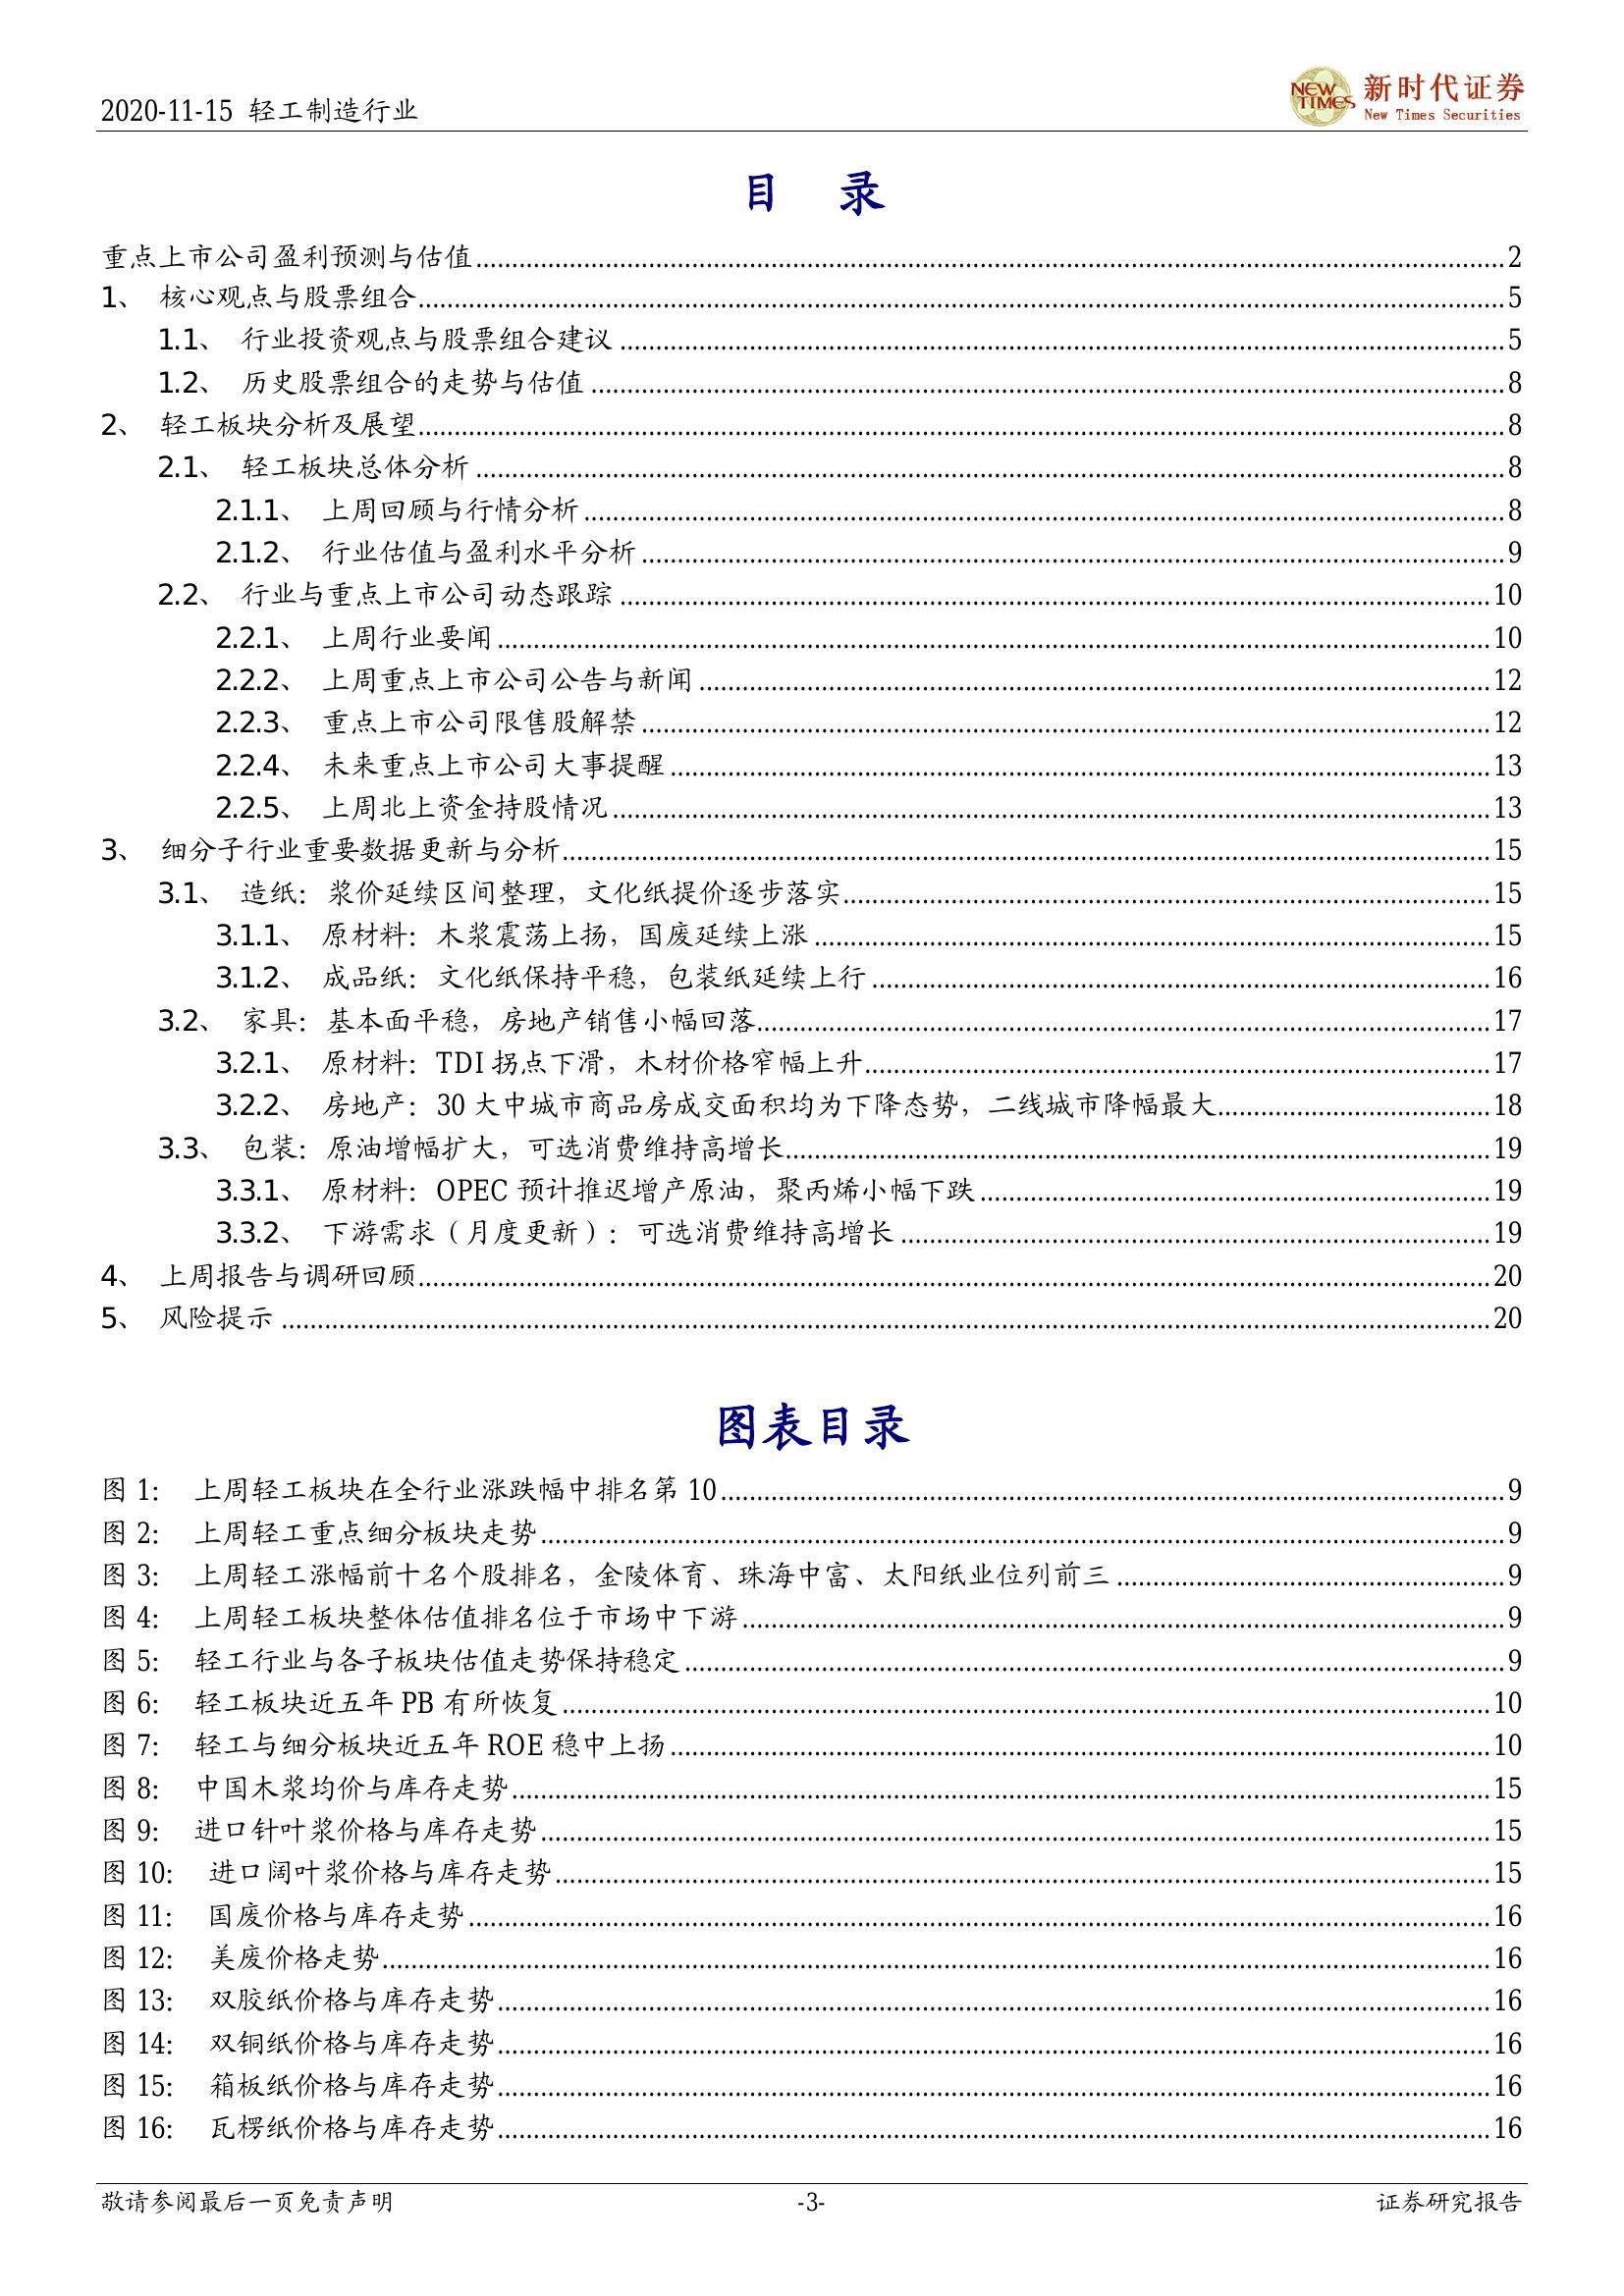 2020-11-15 轻工制造行业
NEW TIMES 新时代证券
New Times Securities
目 录
重点上市公司盈利预测与估值 2
1、 核心观点与股票组合 5
1.1、 行业投资观点与股票组合建议 5
1.2、 历史股票组合的走势与估值 8
2、 轻工板块分析及展望 8
2.1、 轻工板块总体分析 8
2.1.1、 上周回顾与行情分析 8
2.1.2、 行业估值与盈利水平分析 9
2.2、 行业与重点上市公司动态跟踪 10
2.2.1、 上周行业要闻 10
2.2.2、 上周重点上市公司公告与新闻 12
2.2.3、 重点上市公司限售股解禁 12
2.2.4、 未来重点上市公司大事提醒 13
2.2.5、 上周北上资金持股情况 13
3、 细分子行业重要数据更新与分析 15
3.1、 造纸：浆价延续区间整理，文化纸提价逐步落实 15
3.1.1、 原材料：木浆震荡上扬，国废延续上涨 15
3.1.2、 成品纸：文化纸保持平稳，包装纸延续上行 16
3.2、 家具：基本面平稳，房地产销售小幅回落 17
3.2.1、 原材料：TDI 拐点下滑，木材价格窄幅上升 17
3.2.2、 房地产：30 大中城市商品房成交面积均为下降态势，二线城市降幅最大 18
3.3、 包装：原油增幅扩大，可选消费维持高增长 19
3.3.1、 原材料：OPEC 预计推迟增产原油，聚丙烯小幅下跌 19
3.3.2、 下游需求（月度更新）：可选消费维持高增长 19
4、 上周报告与调研回顾 20
5、 风险提示 20
图表目录
图 1: 上周轻工板块在全行业涨跌幅中排名第 10 9
图 2: 上周轻工重点细分板块走势 9
图 3: 上周轻工涨幅前十名个股排名，金陵体育、珠海中富、太阳纸业位列前三 9
图 4: 上周轻工板块整体估值排名位于市场中下游 9
图 5: 轻工行业与各子板块估值走势保持稳定 9
图 6: 轻工板块近五年 PB 有所恢复 10
图 7: 轻工与细分板块近五年 ROE 稳中上扬 10
图 8: 中国木浆均价与库存走势 15
图 9: 进口针叶浆价格与库存走势 15
图 10: 进口阔叶浆价格与库存走势 15
图 11: 国废价格与库存走势 16
图 12: 美废价格走势 16
图 13: 双胶纸价格与库存走势 16
图 14: 双铜纸价格与库存走势 16
图 15: 箱板纸价格与库存走势 16
图 16: 瓦楞纸价格与库存走势 16
敬请参阅最后一页免责声明 -3- 证券研究报告